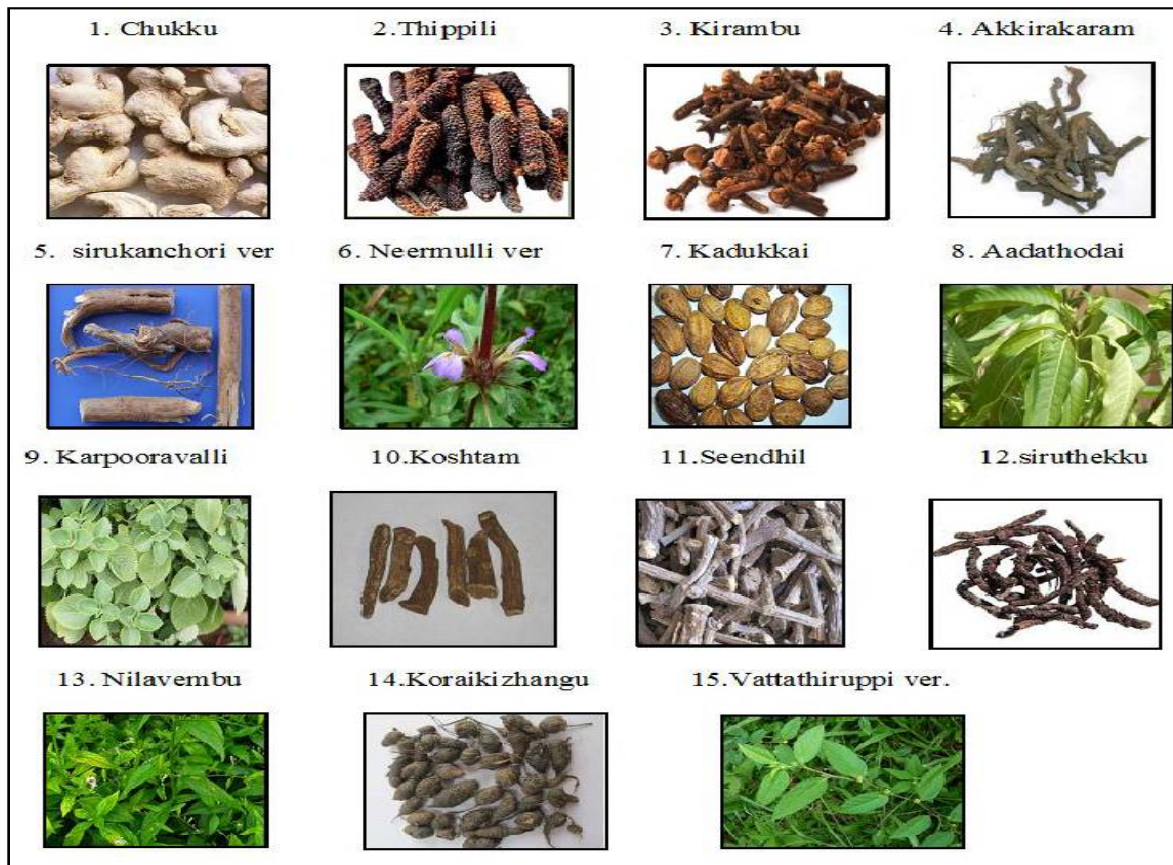 1. Chukku 2.Thippili 3. Kirambu 4. Akkirakaram
5. sirukanchori ver 6. Neermulli ver 7. Kadukkai 8. Aadathodai
9. Karpooravalli 10.Koshtam 11.Seendhil 12.siruthekku
13. Nilavembu 14.Koraikizhangu 15.Vattathiruppi ver.